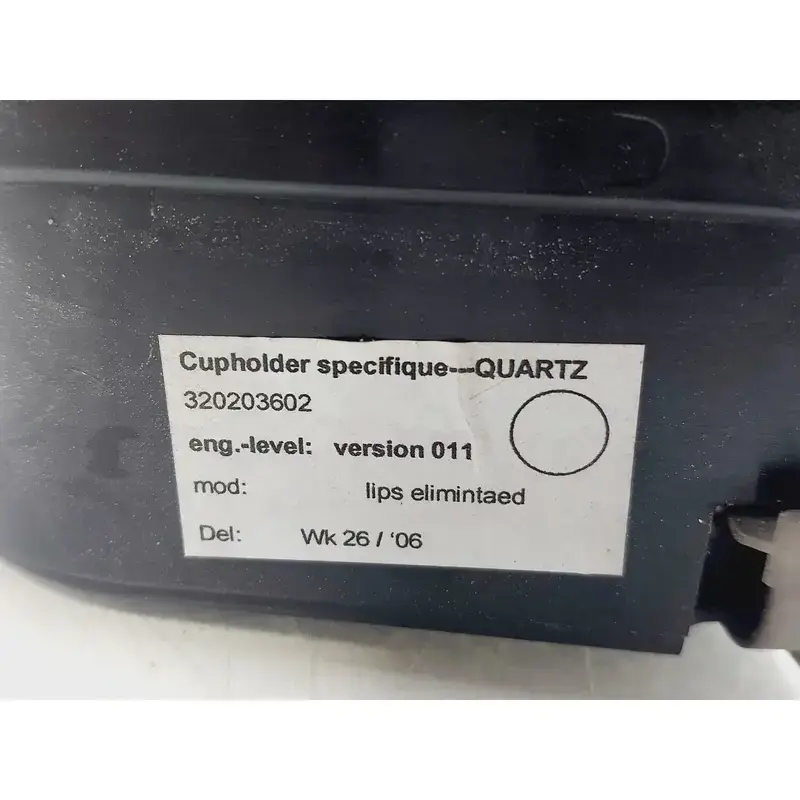 Cupholder specifique---QUARTZ
320203602
eng.-level: version 011
mod: lips elimintaed
Del: Wk 26 / '06